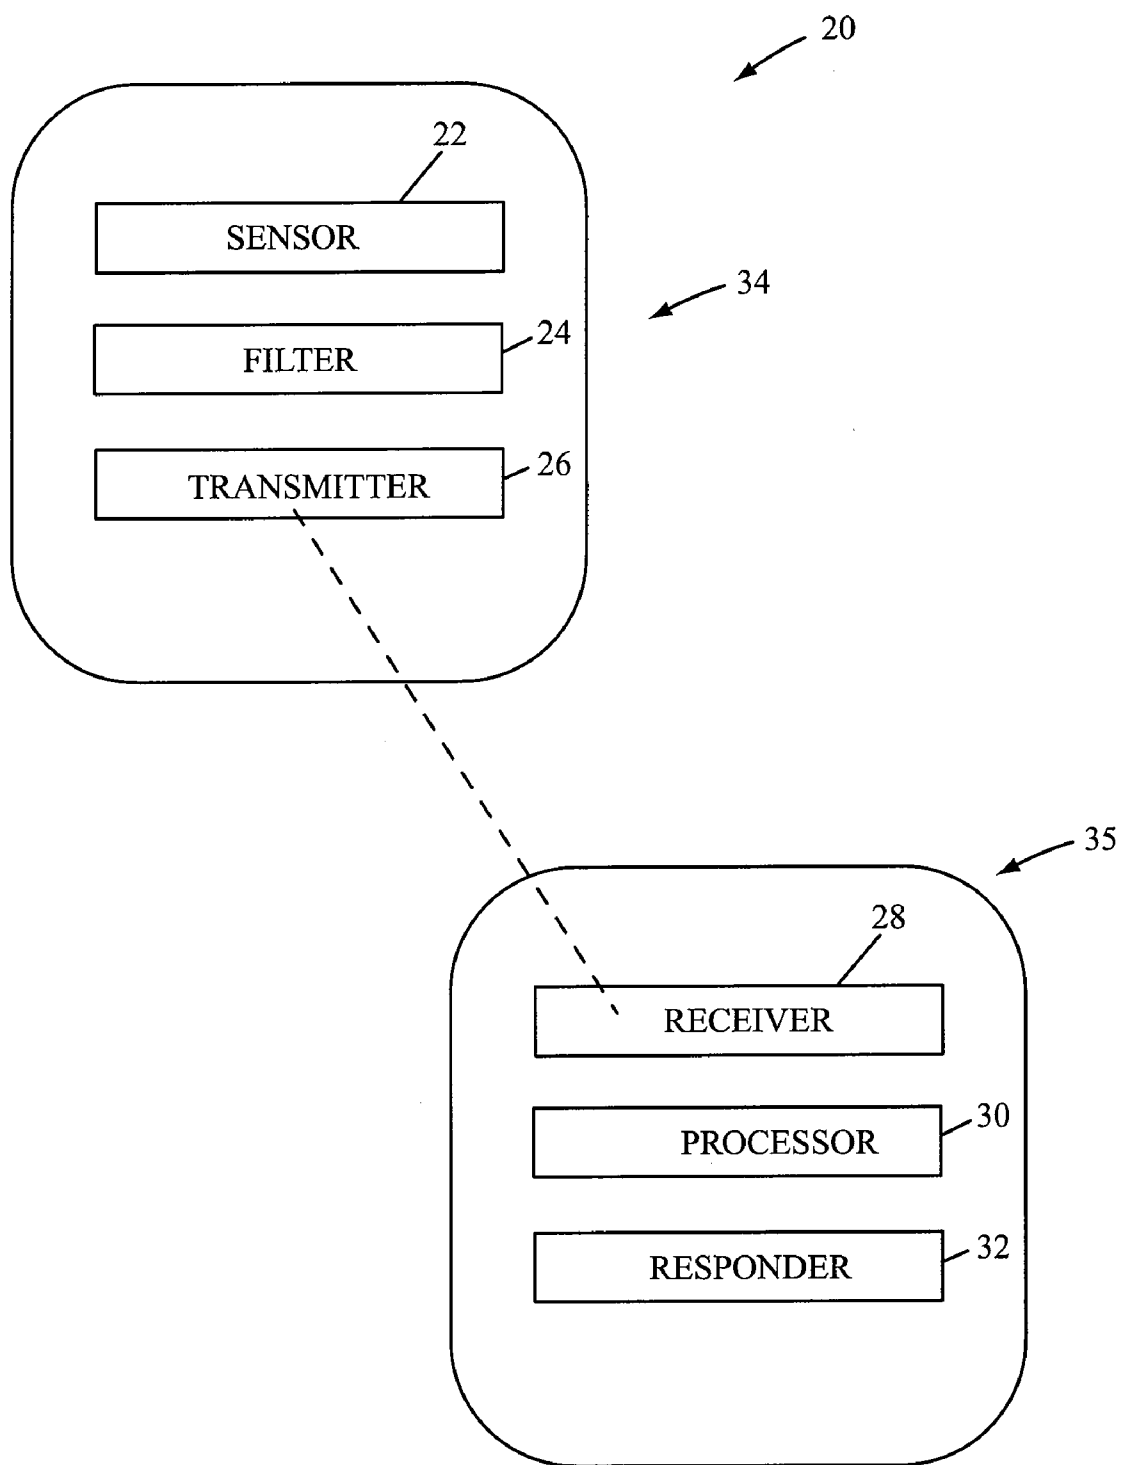 20
22
SENSOR
34
24
FILTER
26
TRANSMITTER
35
28
RECEIVER
30
PROCESSOR
32
RESPONDER